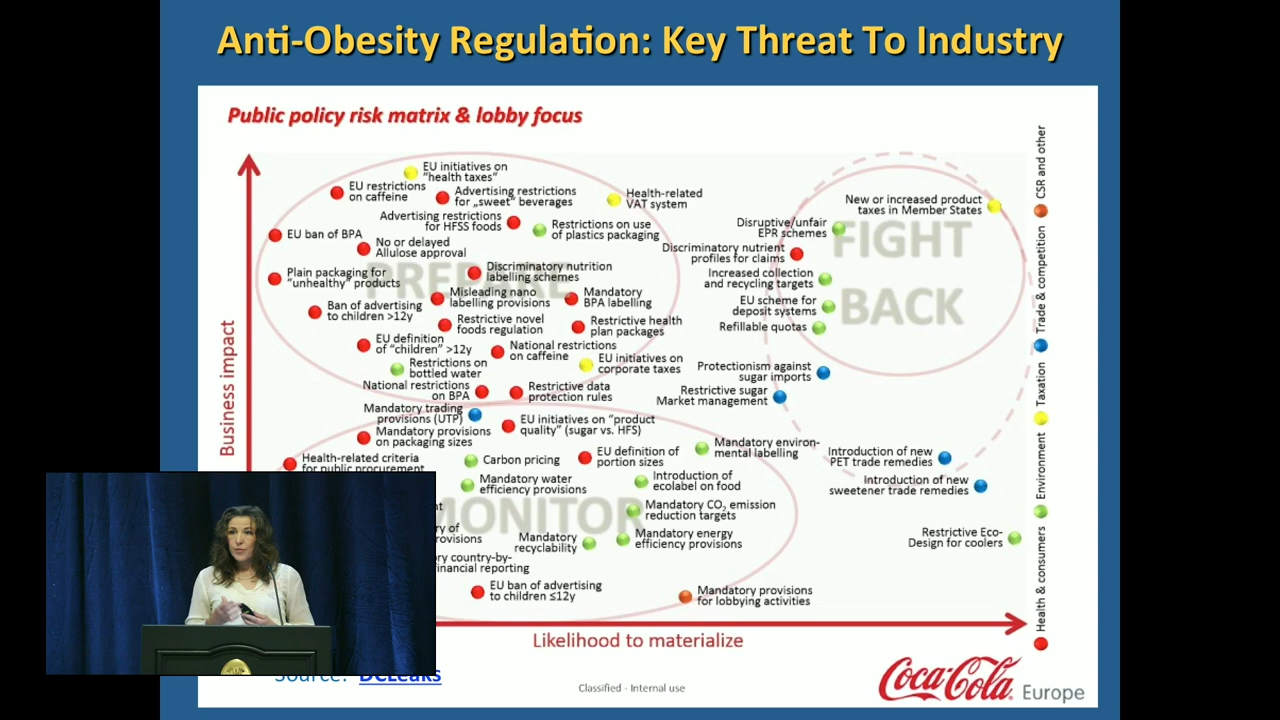 Anti-Obesity Regulation: Key Threat To Industry
Public policy risk matrix & lobby focus
EU initiatives on
"health taxes"
EU restrictions
on caffeine
Advertising restrictions
for „sweet" beverages
Health-related
VAT system
New or increased product
taxes in Member States
Advertising restrictions
for HFSS foods
Restrictions on use
of plastics packaging
Disruptive/unfair
EPR schemes
EU ban of BPA
No or delayed
Allulose approval
Discriminatory nutrient
profiles for claims
FIGHT
BACK
PREPARE
Plain packaging for
"unhealthy" products
Discriminatory nutrition
labelling schemes
Increased collection
and recycling targets
Misleading nano
labelling provisions
Mandatory
BPA labelling
EU scheme for
deposit systems
Ban of advertising
to children >12y
Restrictive novel
foods regulation
Restrictive health
plan packages
Refillable quotas
EU definition
of "children" >12y
National restrictions
on caffeine
EU initiatives on
corporate taxes
Restrictions on
bottled water
Protectionism against
sugar imports
National restrictions
on BPA
Restrictive data
protection rules
Restrictive sugar
Market management
Mandatory trading
provisions (UTP)
EU initiatives on "product
quality" (sugar vs. HFS)
Mandatory provisions
on packaging sizes
Mandatory environ-
mental labelling
Health-related criteria
for public procurement
Carbon pricing
EU definition of
portion sizes
Introduction of new
PET trade remedies
Mandatory water
efficiency provisions
Introduction of
ecolabel on food
Introduction of new
sweetener trade remedies
MONITOR
Mandatory CO2 emission
reduction targets
Mandatory
recyclability
Mandatory energy
efficiency provisions
Restrictive Eco-
Design for coolers
ry of
rovisions
ry country-by-
financial reporting
EU ban of advertising
to children ≤12y
Mandatory provisions
for lobbying activities
Business impact
Likelihood to materialize
Health & consumers
Environment
Taxation
Trade & competition
CSR and other
Source: DCLeaks
Classified - Internal use
Coca-Cola Europe